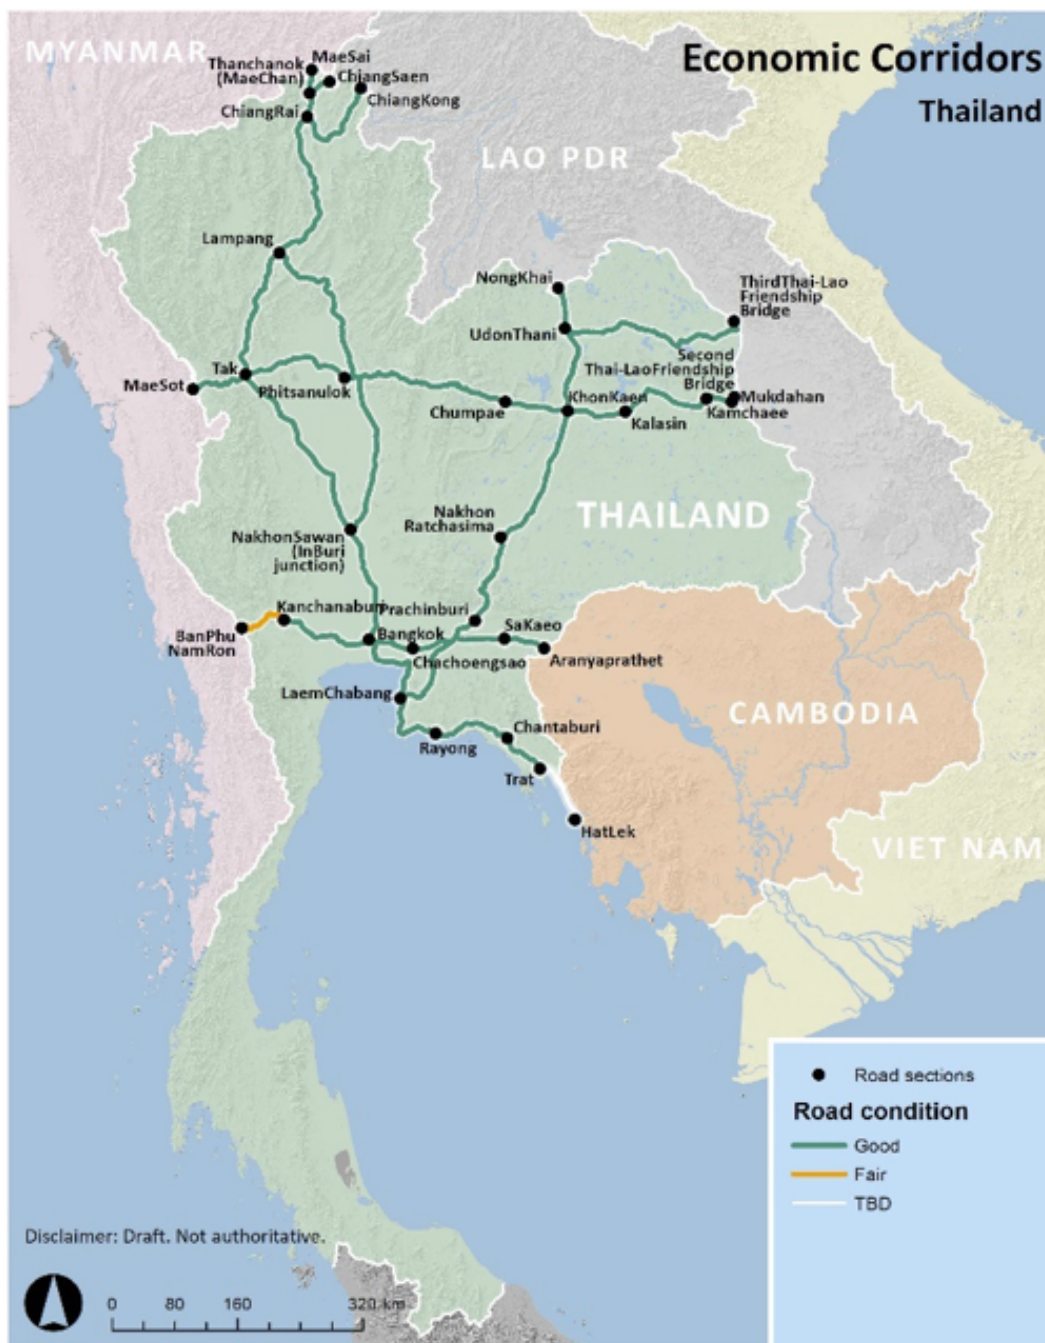 Economic Corridors
Thailand
MYANMAR
LAO PDR
THAILAND
CAMBODIA
VIET NAM
MaeSai
Thanchanok
(MaeChan)
ChiangSaen
ChiangKong
ChiangRai
Lampang
NongKhai
ThirdThai-Lao
Friendship
Bridge
UdonThani
Second
Thai-LaoFriendship
Bridge
MaeSot
Tak
Phitsanulok
Chumpae
KhonKaen
Kalasin
Kamchaee
Mukdahan
Nakhon
Ratchasima
NakhonSawan
(InBuri
junction)
Kanchanaburi
Prachinburi
BanPhu
NamRon
Bangkok
SaKaeo
Chachoengsao
Aranyaprathet
LaemChabang
Rayong
Chantaburi
Trat
HatLek
Road sections
Road condition
Good
Fair
TBD
Disclaimer: Draft. Not authoritative.
0 80 160 320 km